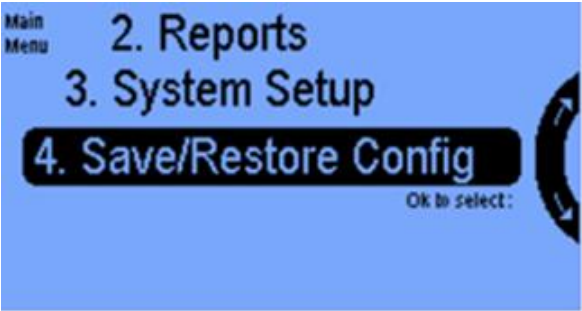 Main
Menu
2. Reports
3. System Setup
4. Save/Restore Config
Ok to select: